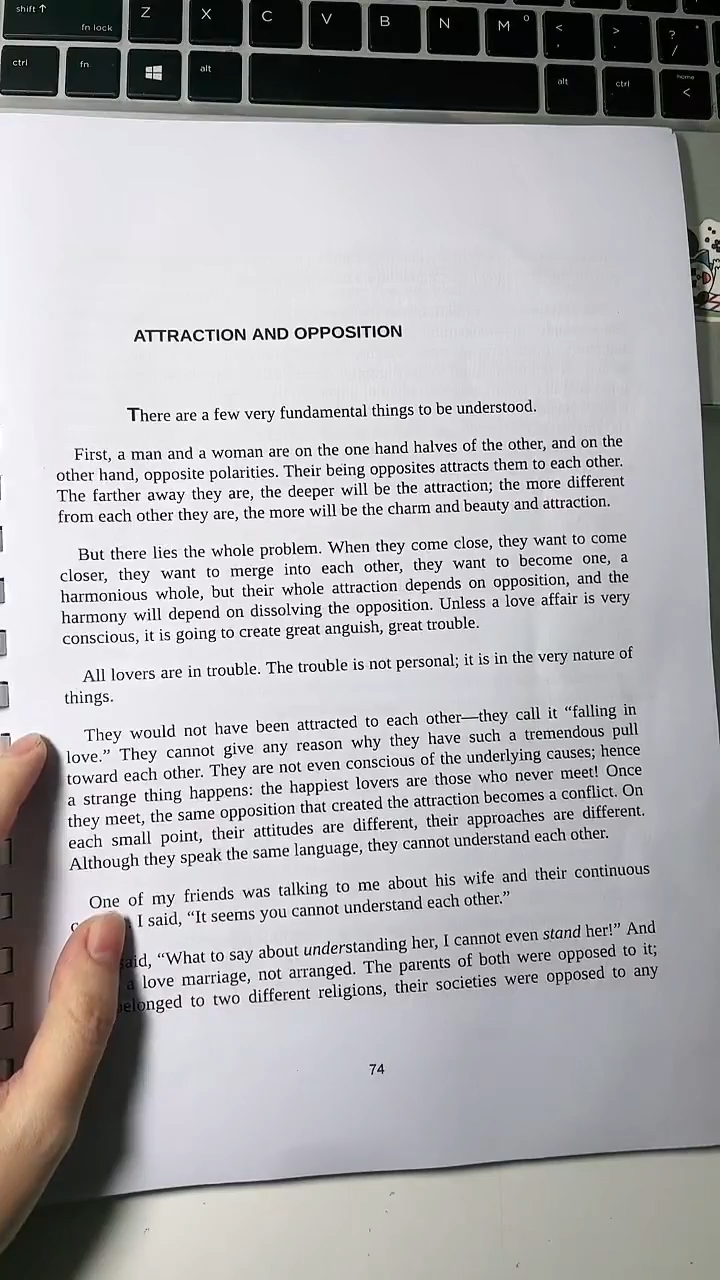 shift ↑
fn lock
Z
X
C
V
B
N
M
<
,
>
.
?
/
ctrl
fn
alt
alt
ctrl
home
<
ATTRACTION AND OPPOSITION
There are a few very fundamental things to be understood.
First, a man and a woman are on the one hand halves of the other, and on the
other hand, opposite polarities. Their being opposites attracts them to each other.
The farther away they are, the deeper will be the attraction; the more different
from each other they are, the more will be the charm and beauty and attraction.
But there lies the whole problem. When they come close, they want to come
closer, they want to merge into each other, they want to become one, a
harmonious whole, but their whole attraction depends on opposition, and the
harmony will depend on dissolving the opposition. Unless a love affair is very
conscious, it is going to create great anguish, great trouble.
All lovers are in trouble. The trouble is not personal; it is in the very nature of
things.
They would not have been attracted to each other—they call it “falling in
love.” They cannot give any reason why they have such a tremendous pull
toward each other. They are not even conscious of the underlying causes; hence
a strange thing happens: the happiest lovers are those who never meet! Once
they meet, the same opposition that created the attraction becomes a conflict. On
each small point, their attitudes are different, their approaches are different.
Although they speak the same language, they cannot understand each other.
One of my friends was talking to me about his wife and their continuous
I said, “It seems you cannot understand each other.”
said, “What to say about understanding her, I cannot even stand her!” And
a love marriage, not arranged. The parents of both were opposed to it;
belonged to two different religions, their societies were opposed to any
74